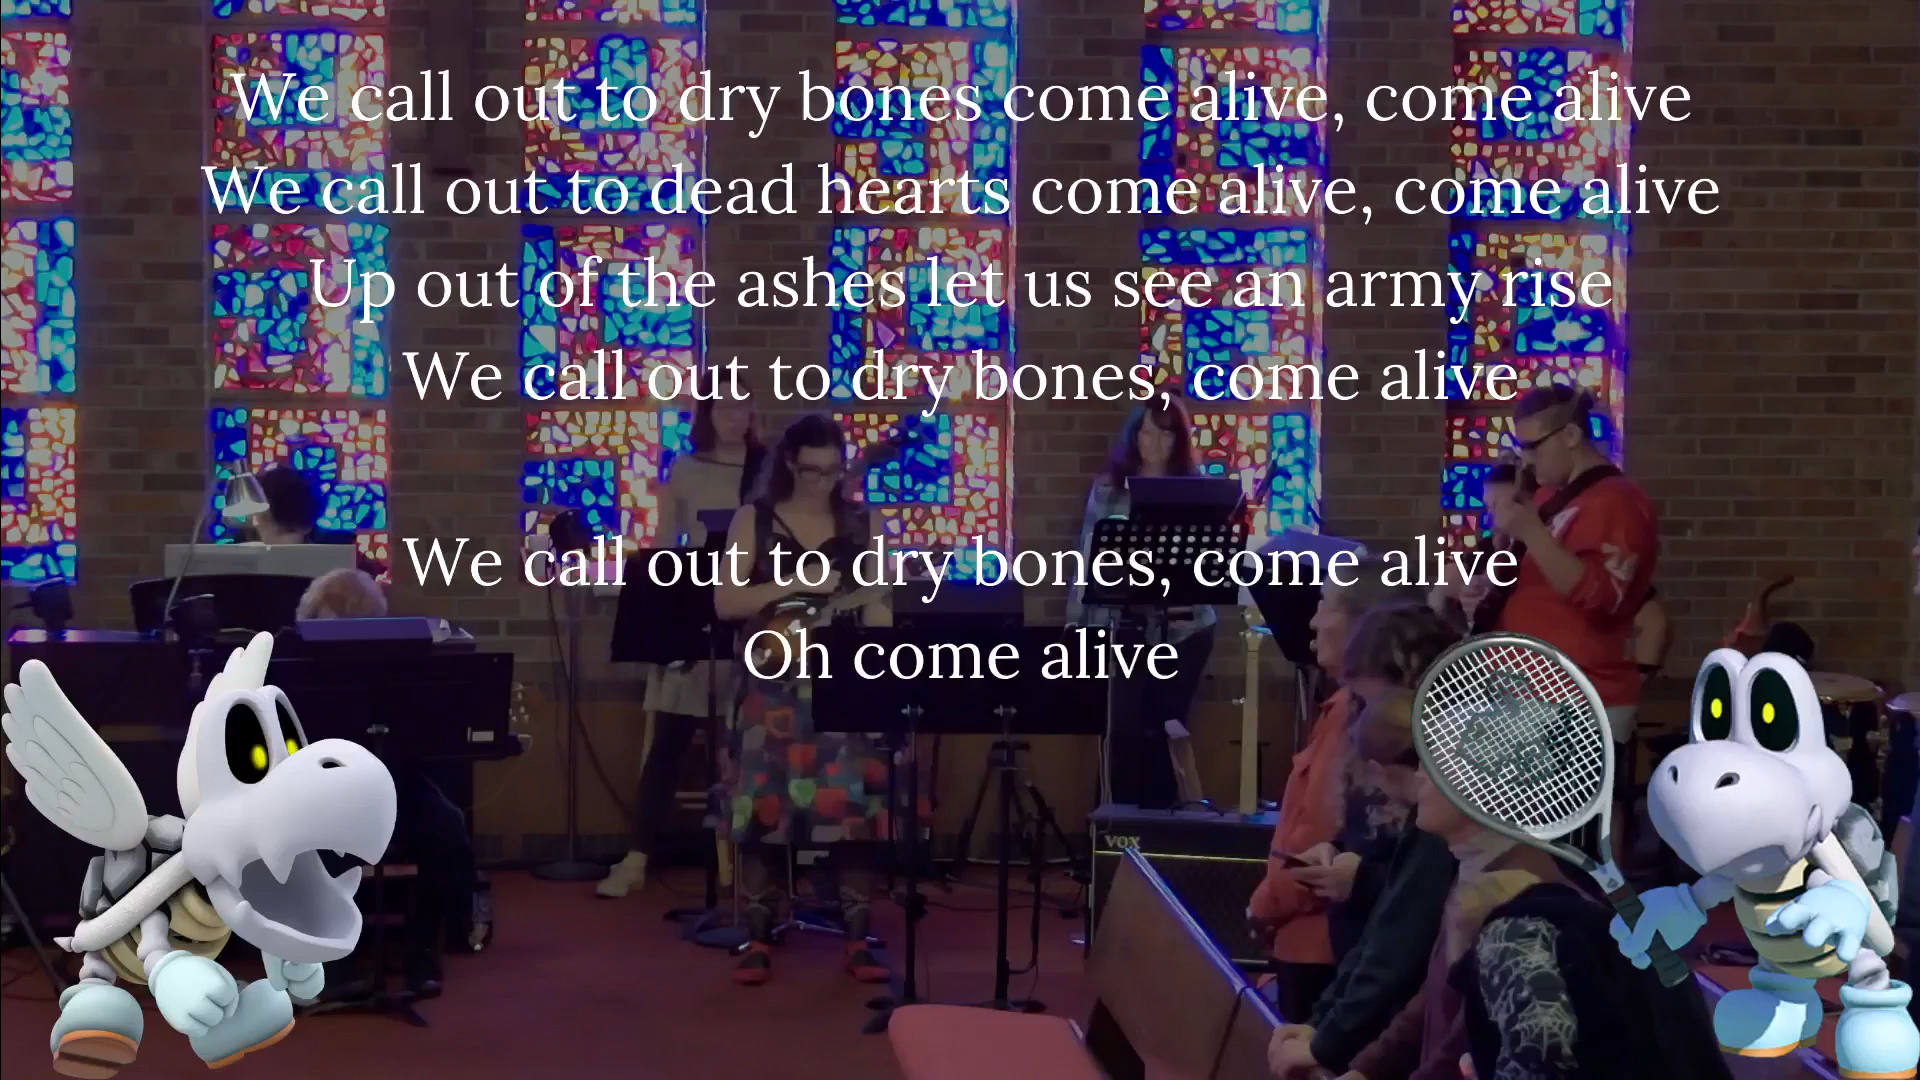 We call out to dry bones come alive, come alive
We call out to dead hearts come alive, come alive
Up out of the ashes let us see an army rise
We call out to dry bones, come alive
We call out to dry bones, come alive
Oh come alive
VOX